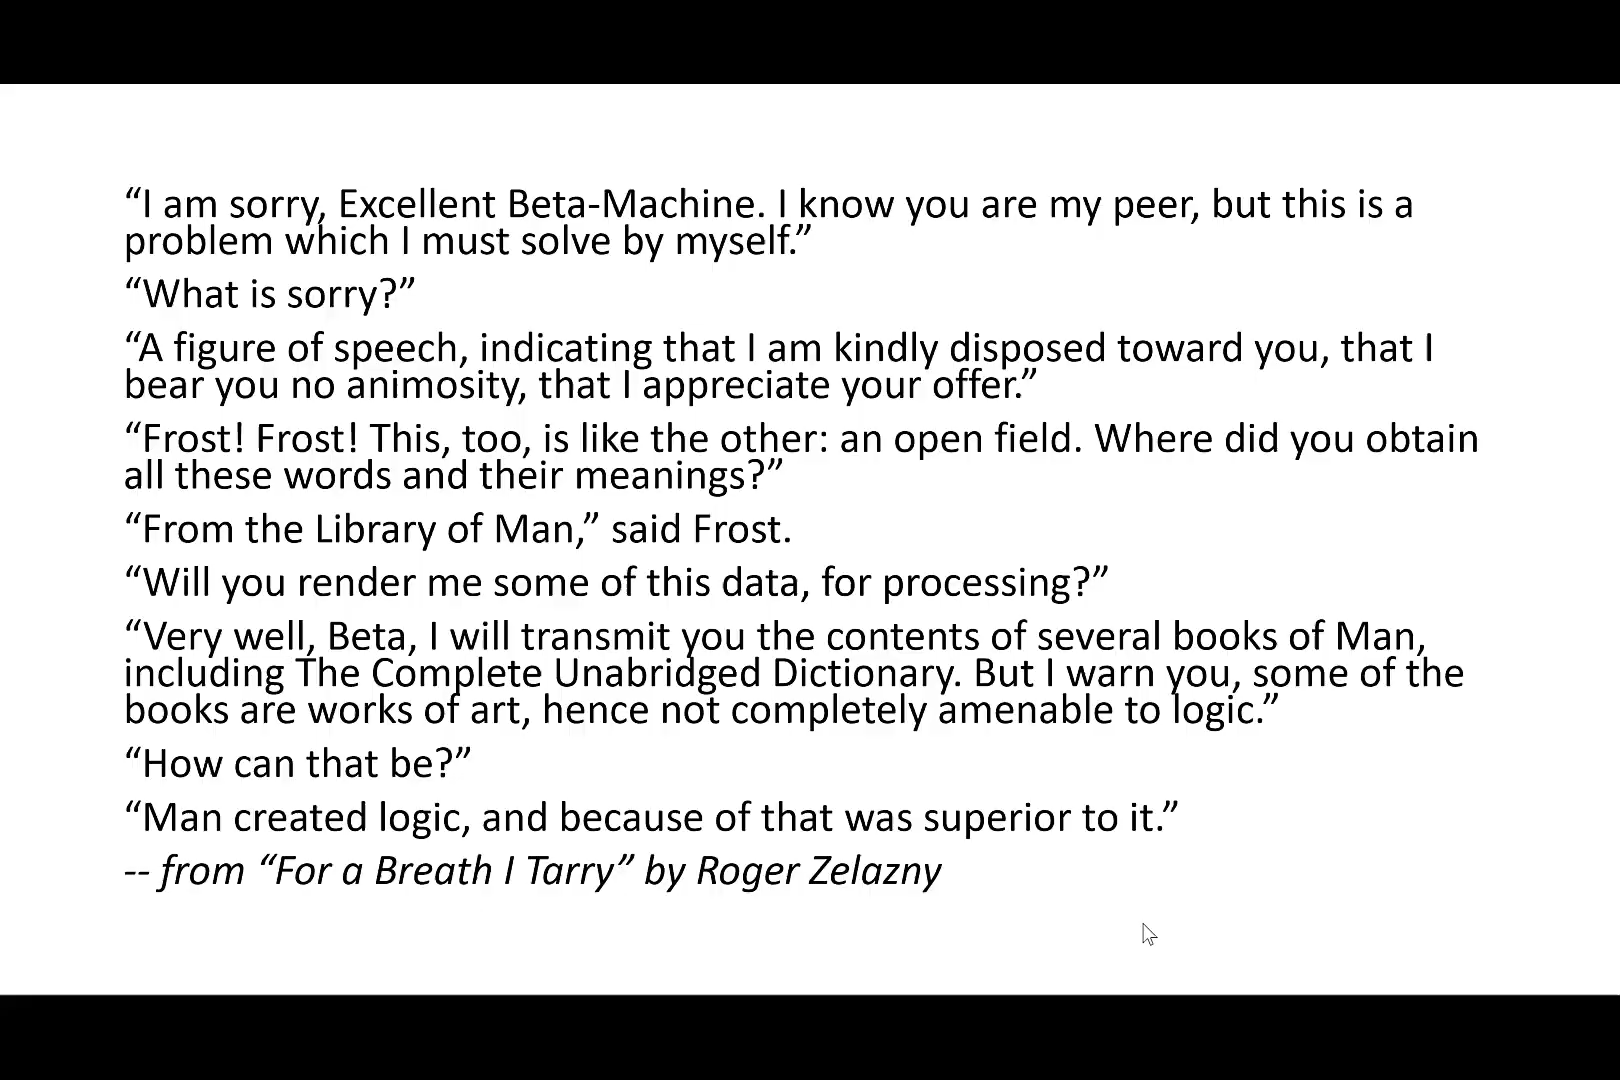 “I am sorry, Excellent Beta-Machine. I know you are my peer, but this is a
problem which I must solve by myself.”
“What is sorry?”
“A figure of speech, indicating that I am kindly disposed toward you, that I
bear you no animosity, that I appreciate your offer.”
“Frost! Frost! This, too, is like the other: an open field. Where did you obtain
all these words and their meanings?”
“From the Library of Man,” said Frost.
“Will you render me some of this data, for processing?”
“Very well, Beta, I will transmit you the contents of several books of Man,
including The Complete Unabridged Dictionary. But I warn you, some of the
books are works of art, hence not completely amenable to logic.”
“How can that be?”
“Man created logic, and because of that was superior to it.”
-- from “For a Breath I Tarry” by Roger Zelazny